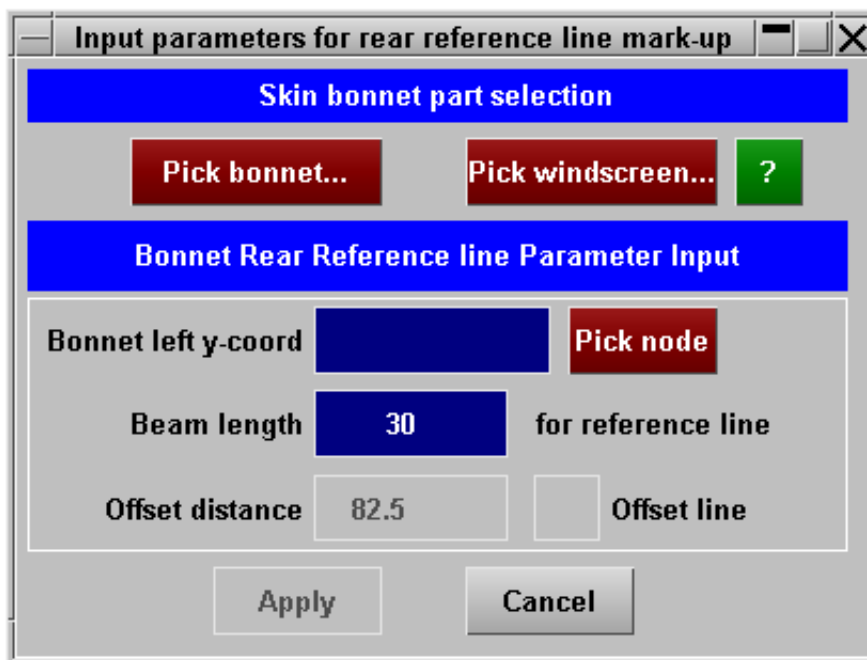 Input parameters for rear reference line mark-up
Skin bonnet part selection
Pick bonnet... Pick windscreen... ?
Bonnet Rear Reference line Parameter Input
Bonnet left y-coord Pick node
Beam length 30 for reference line
Offset distance 82.5 Offset line
Apply Cancel